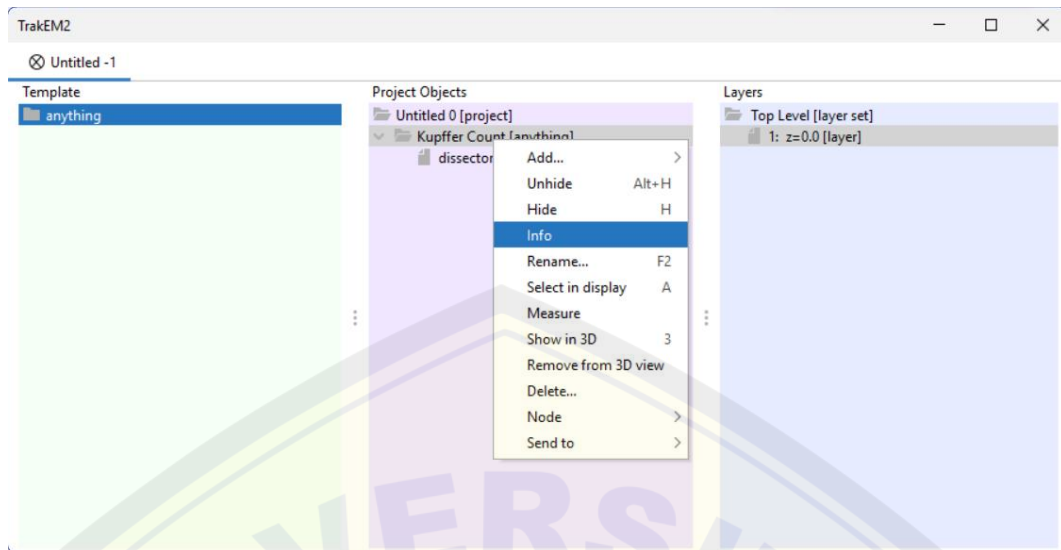 TrakEM2
Untitled -1
Template
anything
Project Objects
Untitled 0 [project]
Kupffer Count [anything]
dissector
Layers
Top Level [layer set]
1: z=0.0 [layer]
Add...
Unhide Alt+H
Hide H
Info
Rename... F2
Select in display A
Measure
Show in 3D 3
Remove from 3D view
Delete...
Node
Send to
VERS